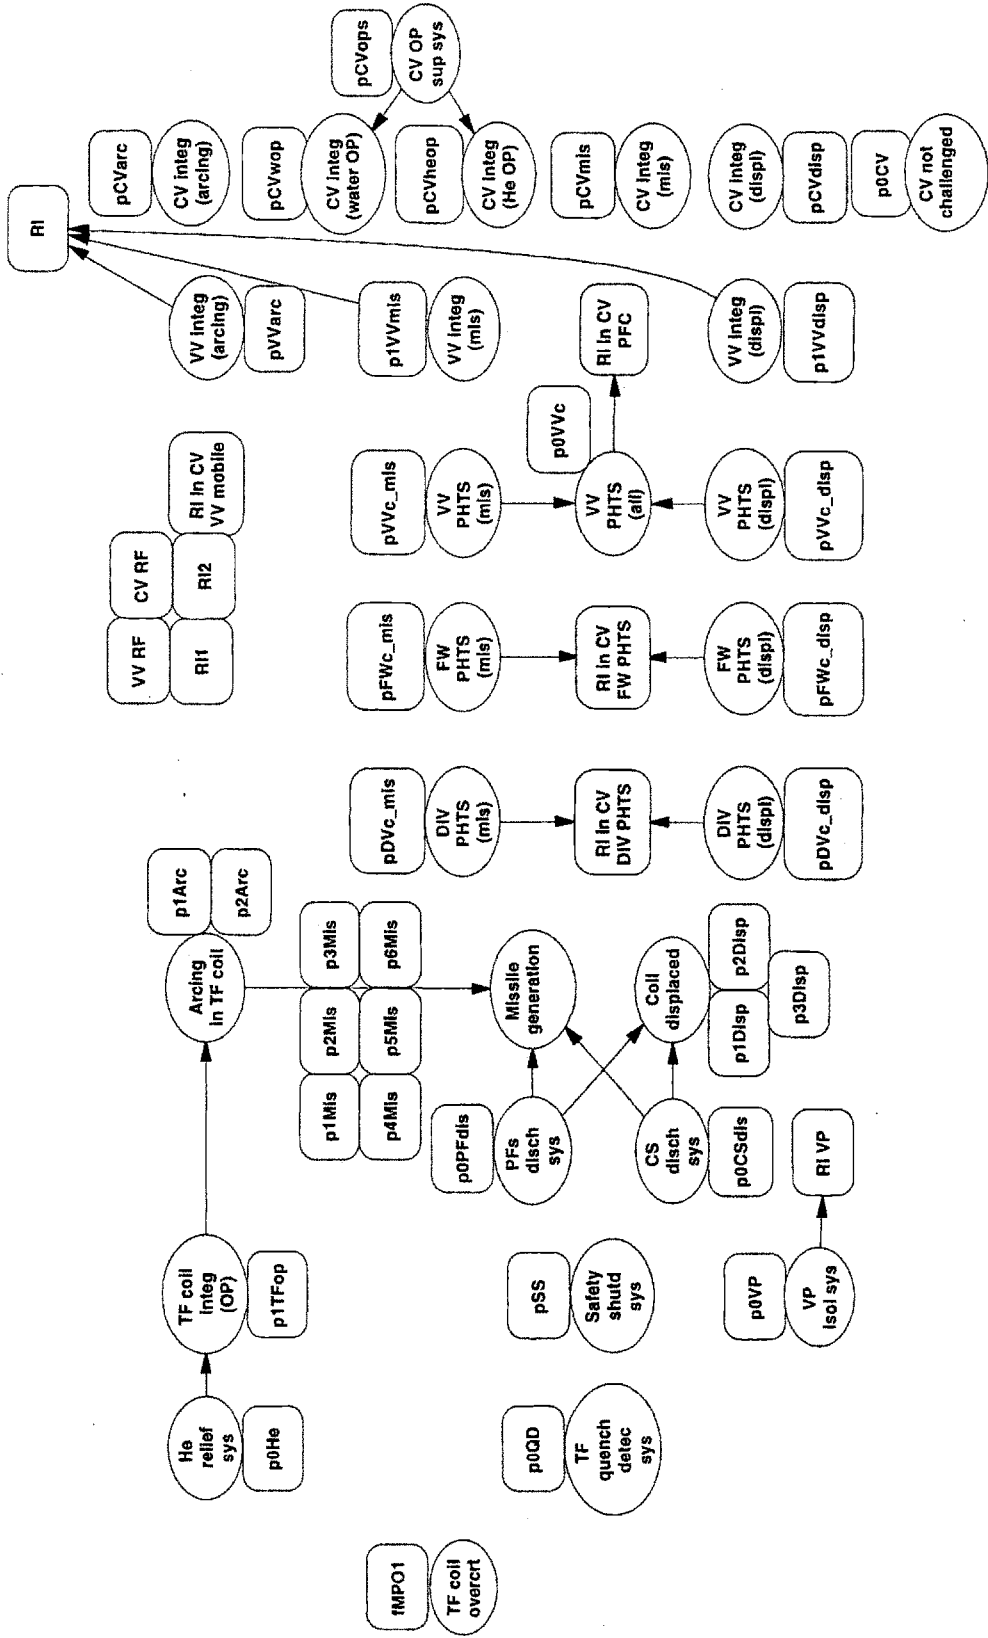 RI
VV RF
CV RF
pCVarc
RI1
RI2
RI in CV
VV mobile
VV integ
(arcing)
pVVarc
CV integ
(arcing)
p1Arc
Arcing
in TF coil
p2Arc
He
relief
sys
p0He
TF coil
integ
(OP)
p1TFop
pCVwop
CV integ
(water OP)
pCVops
CV OP
sup sys
p1Mis
p2Mis
p3Mis
p4Mis
p5Mis
p6Mis
fMPO1
TF coil
overcrt
pDVc_mis
DIV
PHTS
(mis)
pFWc_mis
FW
PHTS
(mis)
pVVc_mis
VV
PHTS
(mis)
p1VVmis
VV integ
(mis)
pCVheop
CV integ
(He OP)
p0QD
TF
quench
detec
sys
pSS
Safety
shutd
sys
p0PFdis
PFs
disch
sys
Missile
generation
RI in CV
DIV PHTS
RI in CV
FW PHTS
p0VVc
VV
PHTS
(all)
RI in CV
PFC
pCVmis
CV integ
(mis)
CS
disch
sys
p0CSdis
Coil
displaced
p1Disp
p2Disp
p3Disp
DIV
PHTS
(displ)
pDVc_disp
FW
PHTS
(displ)
pFWc_disp
VV
PHTS
(displ)
pVVc_disp
VV integ
(displ)
p1VVdisp
CV integ
(displ)
pCVdisp
p0VP
VP
isol sys
RI VP
p0CV
CV not
challenged